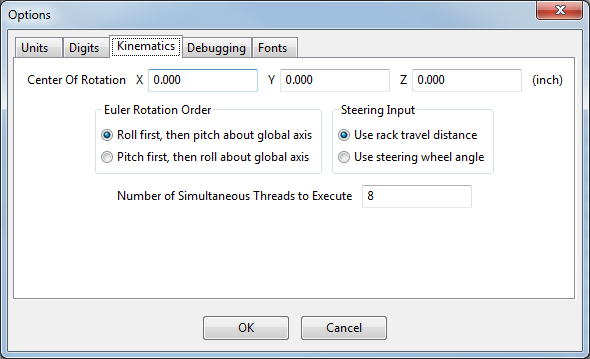 Options
Units Digits Kinematics Debugging Fonts
Center Of Rotation X 0.000 Y 0.000 Z 0.000 (inch)
Euler Rotation Order
Roll first, then pitch about global axis
Pitch first, then roll about global axis
Steering Input
Use rack travel distance
Use steering wheel angle
Number of Simultaneous Threads to Execute 8
OK Cancel